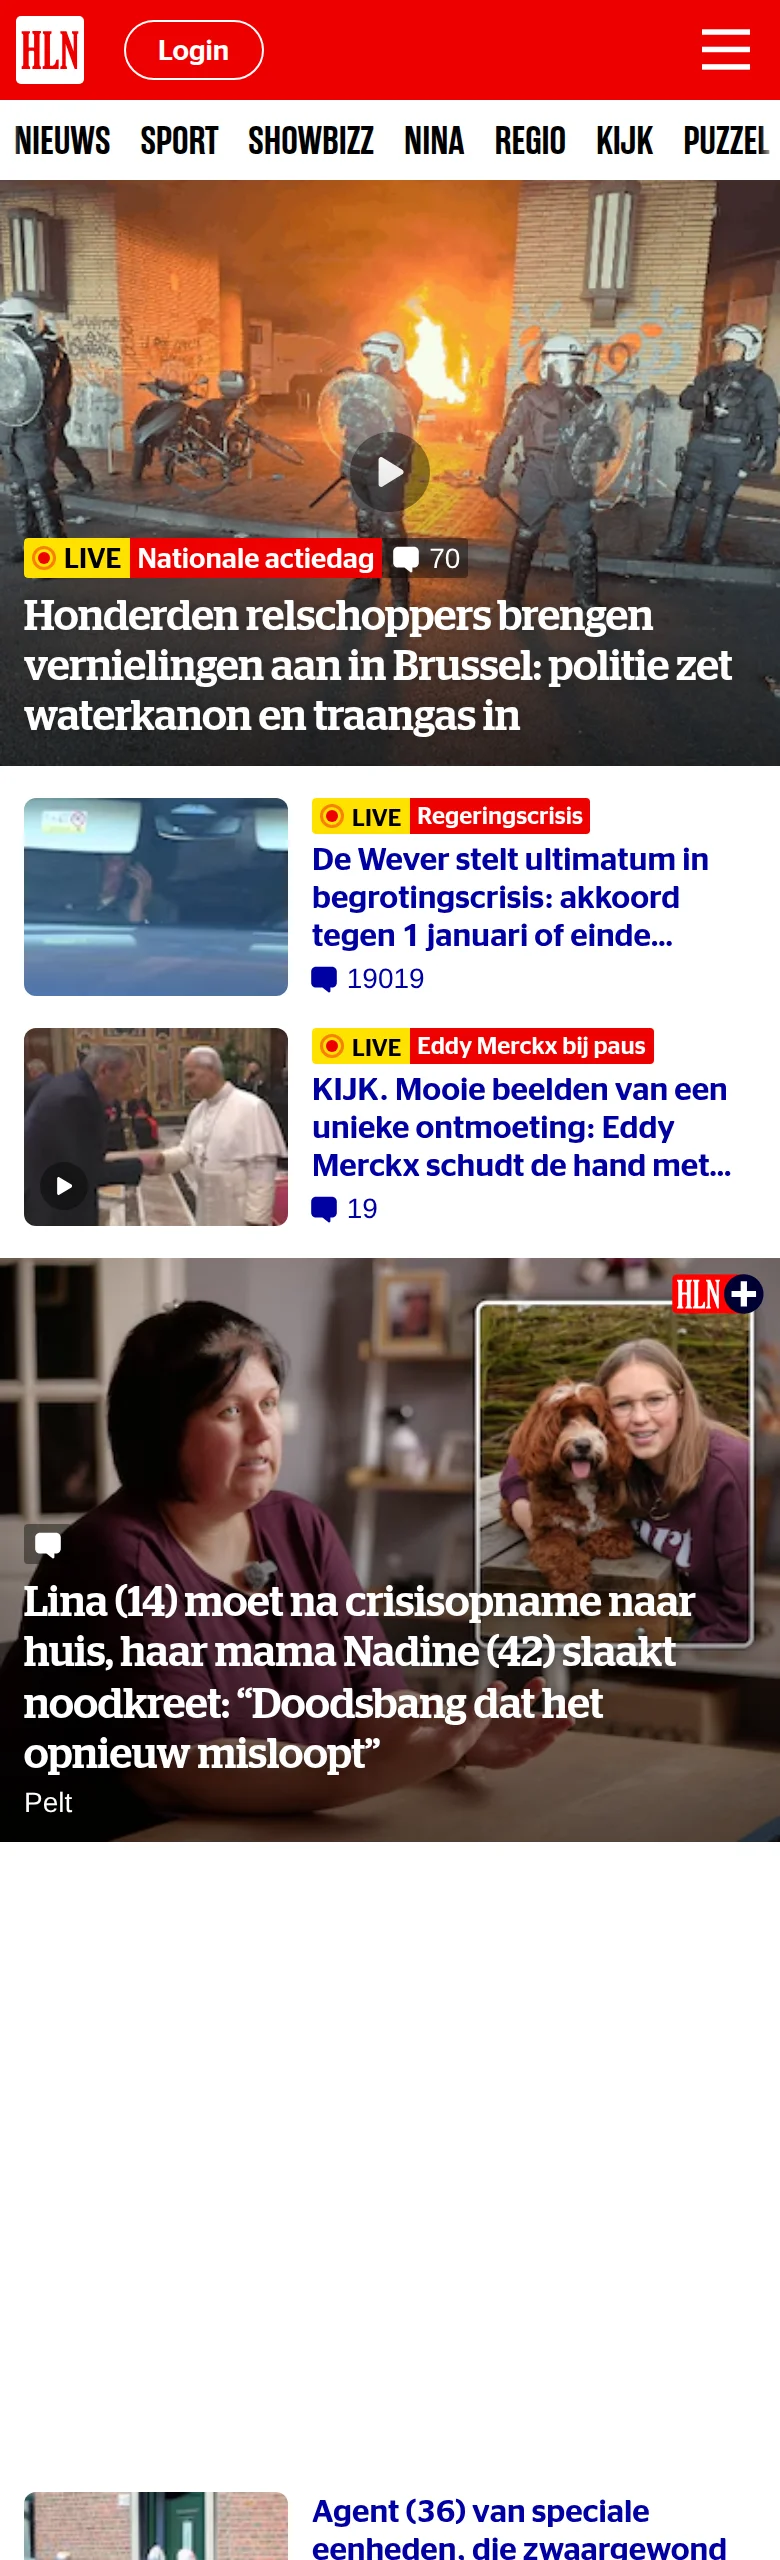 HLN
Login
NIEUWS SPORT SHOWBIZZ NINA REGIO KIJK PUZZEL
LIVE Nationale actiedag 70
Honderden relschoppers brengen
vernielingen aan in Brussel: politie zet
waterkanon en traangas in
LIVE Regeringscrisis
De Wever stelt ultimatum in
begrotingscrisis: akkoord
tegen 1 januari of einde...
19019
LIVE Eddy Merckx bij paus
KIJK. Mooie beelden van een
unieke ontmoeting: Eddy
Merckx schudt de hand met...
19
HLN+
Lina (14) moet na crisisopname naar
huis, haar mama Nadine (42) slaakt
noodkreet: “Doodsbang dat het
opnieuw misloopt”
Pelt
Agent (36) van speciale
eenheden, die zwaargewond